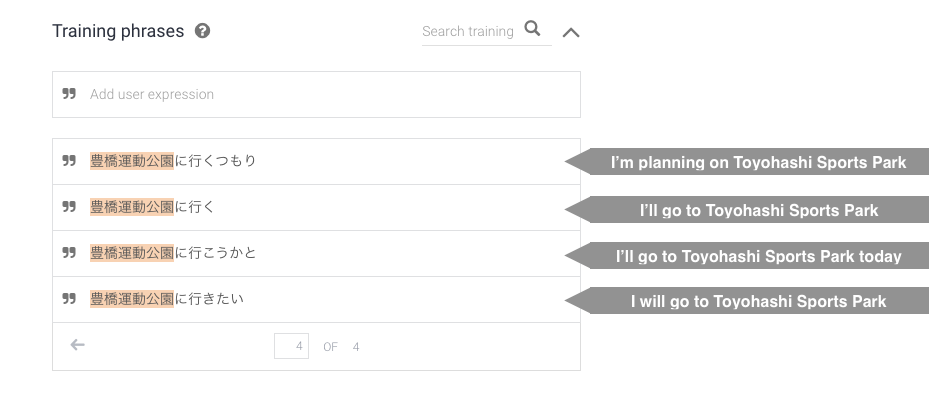 Training phrases
Search training
Add user expression
豊橋運動公園に行くつもり
I'm planning on Toyohashi Sports Park
豊橋運動公園に行く
I'll go to Toyohashi Sports Park
豊橋運動公園に行こうかと
I'll go to Toyohashi Sports Park today
豊橋運動公園に行きたい
I will go to Toyohashi Sports Park
4 OF 4